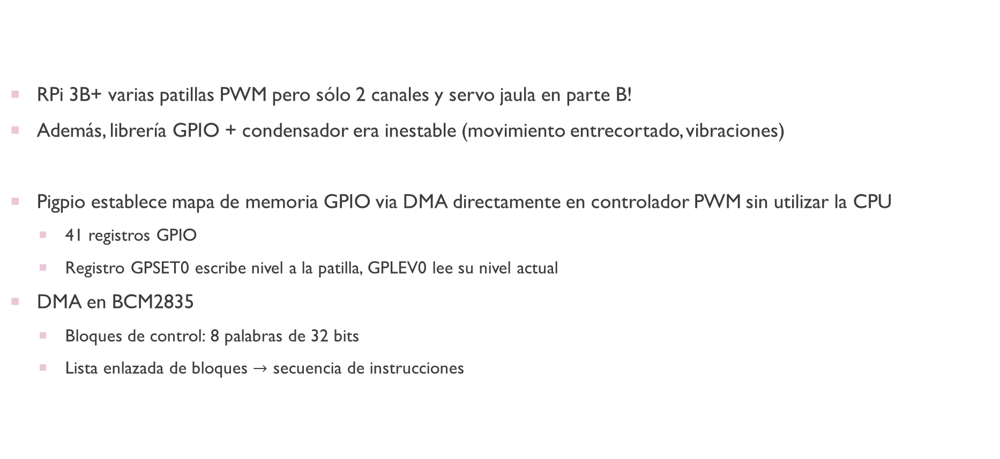 RPi 3B+ varias patillas PWM pero sólo 2 canales y servo jaula en parte B!
Además, librería GPIO + condensador era inestable (movimiento entrecortado, vibraciones)
Pigpio establece mapa de memoria GPIO via DMA directamente en controlador PWM sin utilizar la CPU
41 registros GPIO
Registro GPSET0 escribe nivel a la patilla, GPLEV0 lee su nivel actual
DMA en BCM2835
Bloques de control: 8 palabras de 32 bits
Lista enlazada de bloques → secuencia de instrucciones